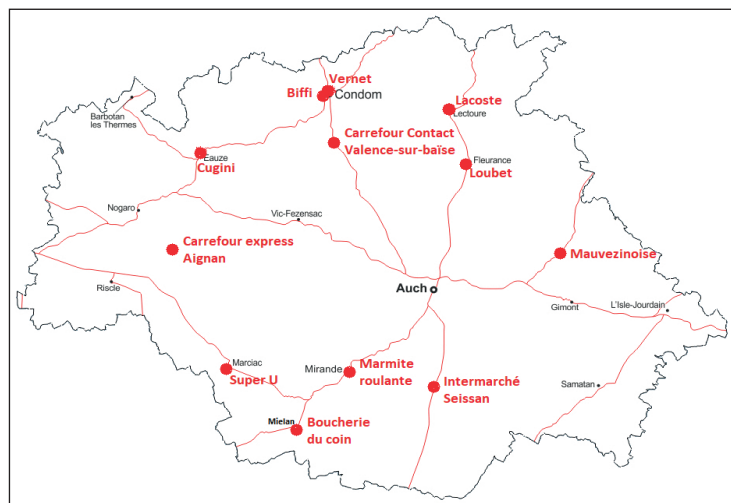 Vernet
Biffi
Condom
Barbotan
les Thermes
Lacoste
Lectoure
Carrefour Contact
Valence-sur-baïse
Eauze
Cugini
Fleurance
Loubet
Nogaro
Vic-Fezensac
Carrefour express
Aignan
Mauvezinoise
Riscle
Auch
Gimont
L'Isle-Jourdain
Marciac
Super U
Mirande
Marmite
roulante
Intermarché
Seissan
Samatan
Mielan
Boucherie
du coin